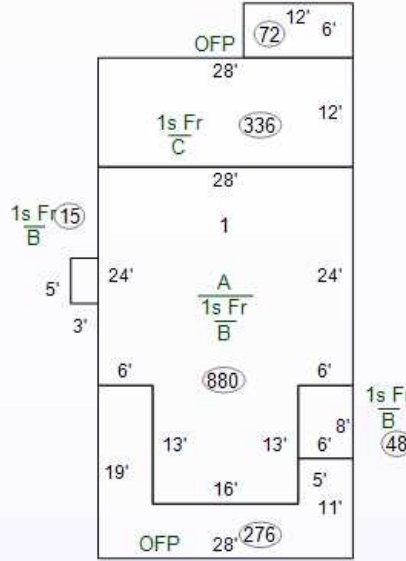 12'
OFP 72 6'
28'
1s Fr
C
336 12'
28'
1s Fr 15
B
1
5' 24' 24'
3'
A
1s Fr
B
6' 880 6'
1s F
B
48
8'
13' 13' 6'
19' 5'
16' 11'
OFP 28' 276